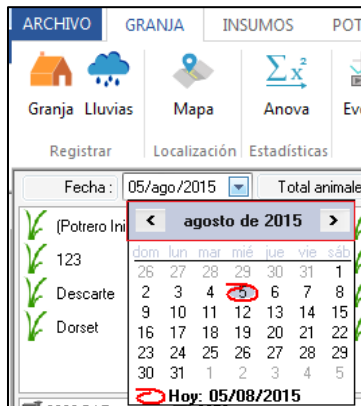 ARCHIVO GRANJA INSUMOS POT
Σx²
Granja Lluvias Mapa Anova Eve
Registrar Localización Estadísticas
Fecha : 05/ago/2015 Total animale
(Potrero Ini
123
Descarte
Dorset
< agosto de 2015 >
dom lun mar mié jue vie sáb
26 27 28 29 30 31 1
2 3 4 5 6 7 8
9 10 11 12 13 14 15
16 17 18 19 20 21 22
23 24 25 26 27 28 29
30 31 1 2 3 4 5
Hoy: 05/08/2015